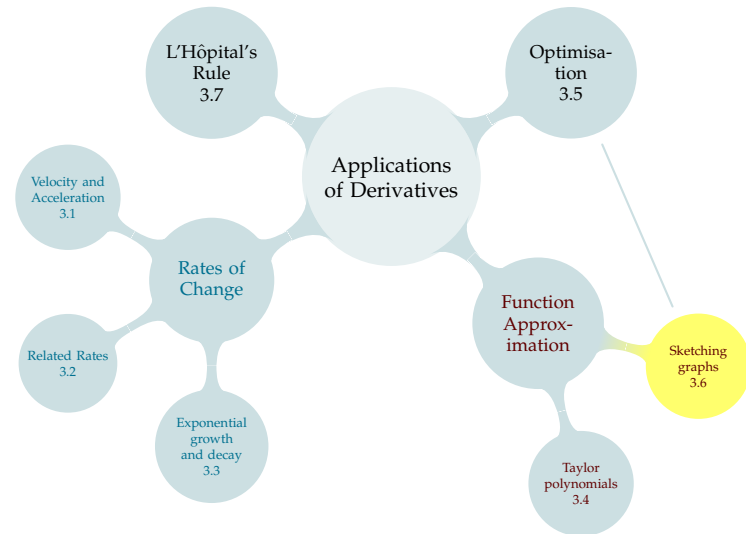 L'Hôpital's
Rule
3.7
Optimisa-
tion
3.5
Applications
of Derivatives
Velocity and
Acceleration
3.1
Rates of
Change
Related Rates
3.2
Exponential
growth
and decay
3.3
Function
Approx-
imation
Sketching
graphs
3.6
Taylor
polynomials
3.4